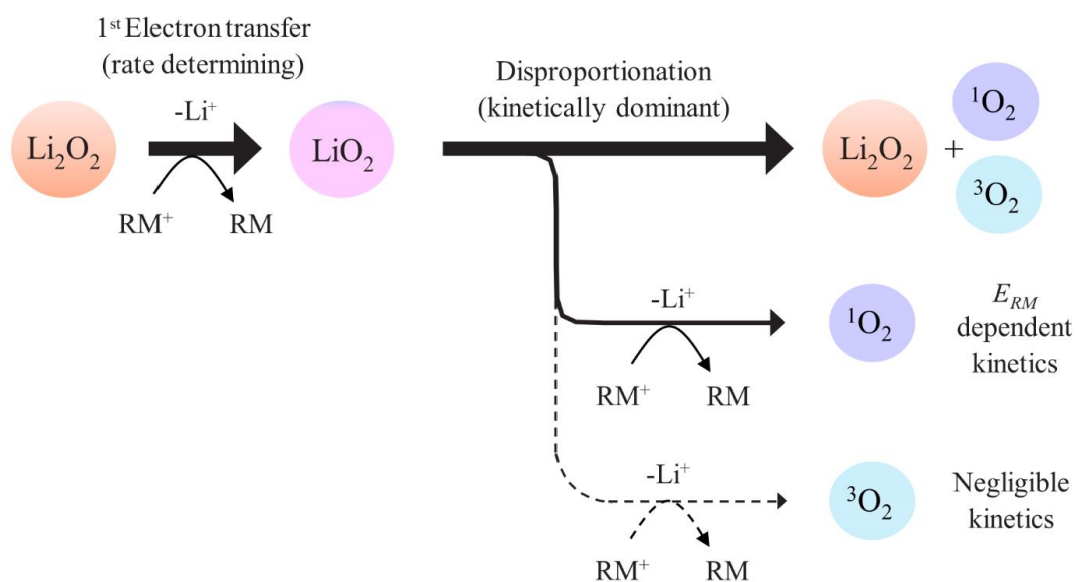 1st Electron transfer
(rate determining)
Disproportionation
(kinetically dominant)
-Li+
Li2O2
LiO2
RM+
RM
Li2O2
+
1O2
3O2
-Li+
RM+
RM
1O2
ERM
dependent
kinetics
-Li+
RM+
RM
3O2
Negligible
kinetics